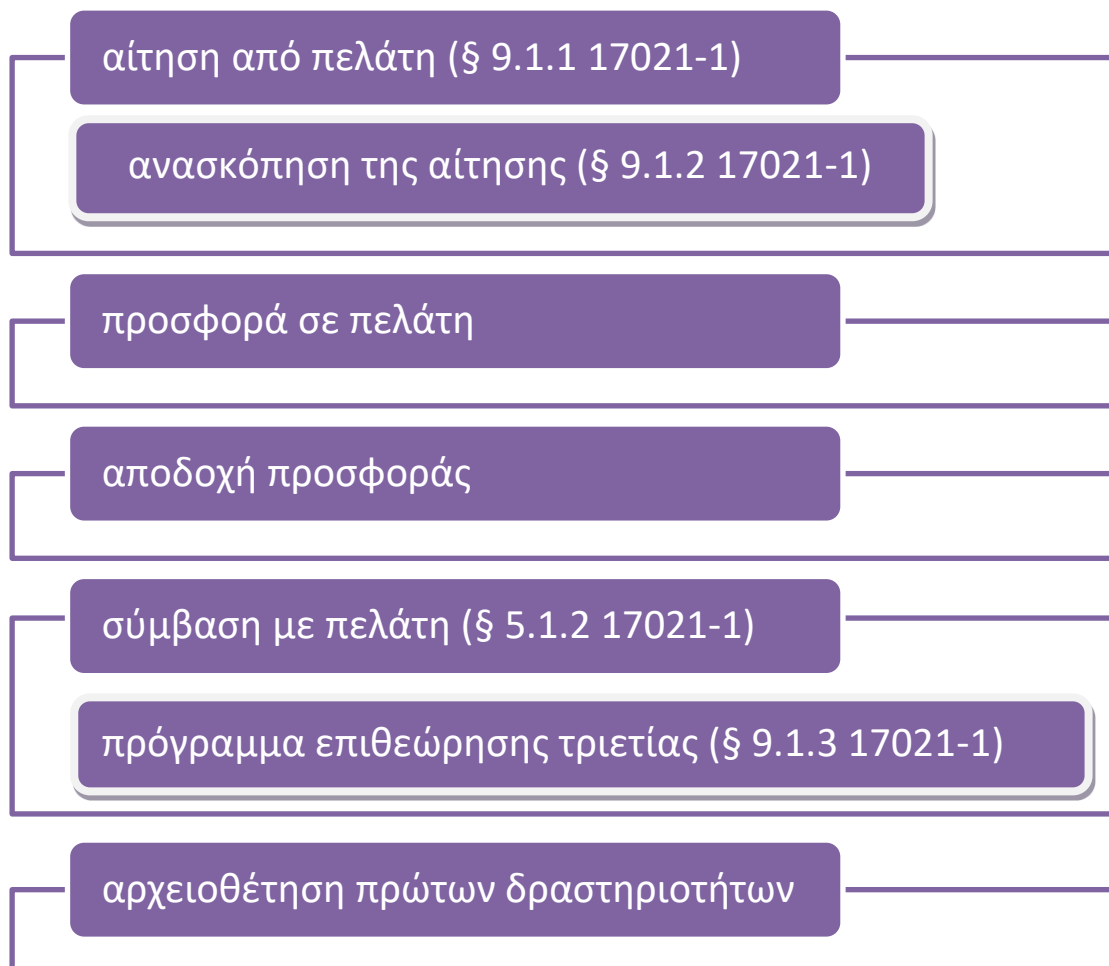 αίτηση από πελάτη (§ 9.1.1 17021-1)
ανασκόπηση της αίτησης (§ 9.1.2 17021-1)
προσφορά σε πελάτη
αποδοχή προσφοράς
σύμβαση με πελάτη (§ 5.1.2 17021-1)
πρόγραμμα επιθεώρησης τριετίας (§ 9.1.3 17021-1)
αρχειοθέτηση πρώτων δραστηριοτήτων